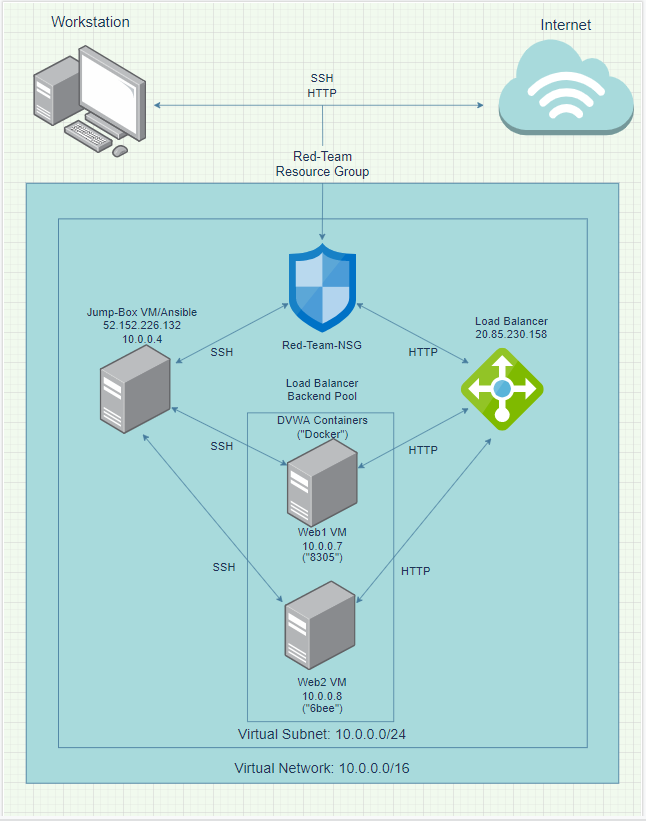 Workstation
Internet
SSH
HTTP
Red-Team
Resource Group
Jump-Box VM/Ansible
52.152.226.132
10.0.0.4
Load Balancer
20.85.230.158
Red-Team-NSG
SSH
HTTP
Load Balancer
Backend Pool
DVWA Containers
("Docker")
SSH
HTTP
Web1 VM
10.0.0.7
("8305")
SSH
HTTP
Web2 VM
10.0.0.8
("6bee")
Virtual Subnet: 10.0.0.0/24
Virtual Network: 10.0.0.0/16